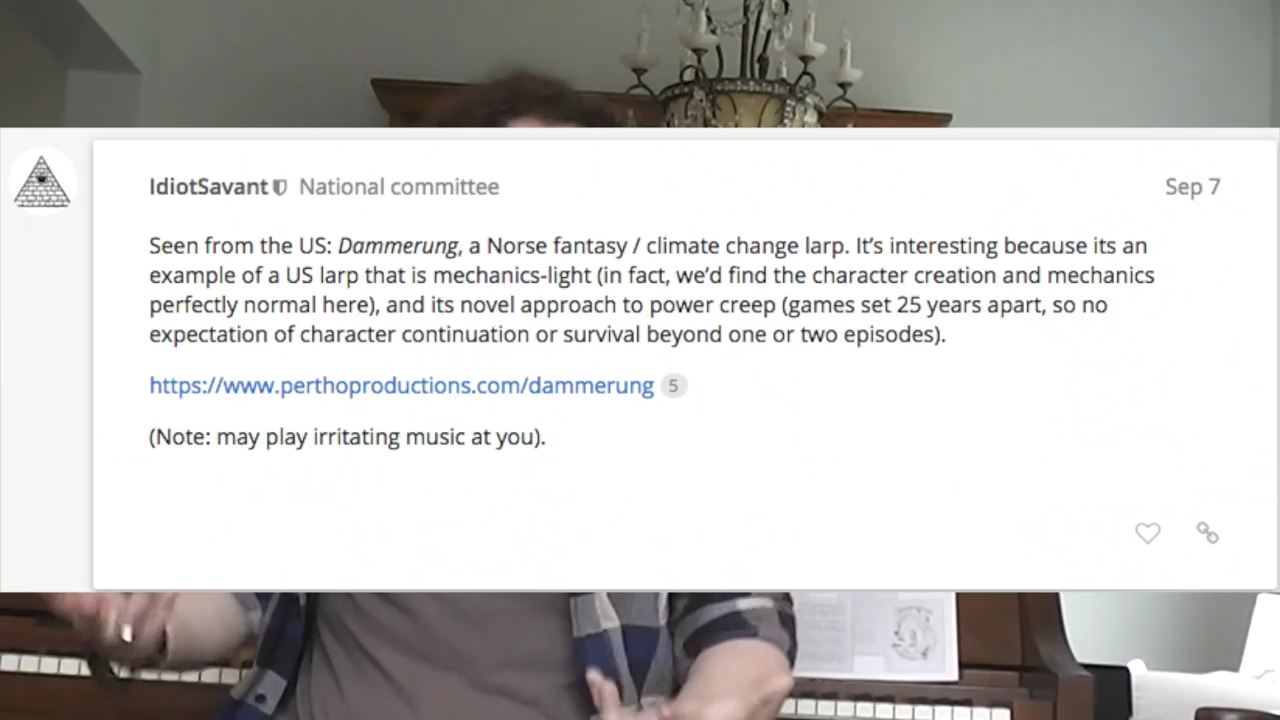 IdiotSavant National committee Sep 7
Seen from the US: Dammerung, a Norse fantasy / climate change larp. It's interesting because its an
example of a US larp that is mechanics-light (in fact, we'd find the character creation and mechanics
perfectly normal here), and its novel approach to power creep (games set 25 years apart, so no
expectation of character continuation or survival beyond one or two episodes).
https://www.perthoproductions.com/dammerung 5
(Note: may play irritating music at you).